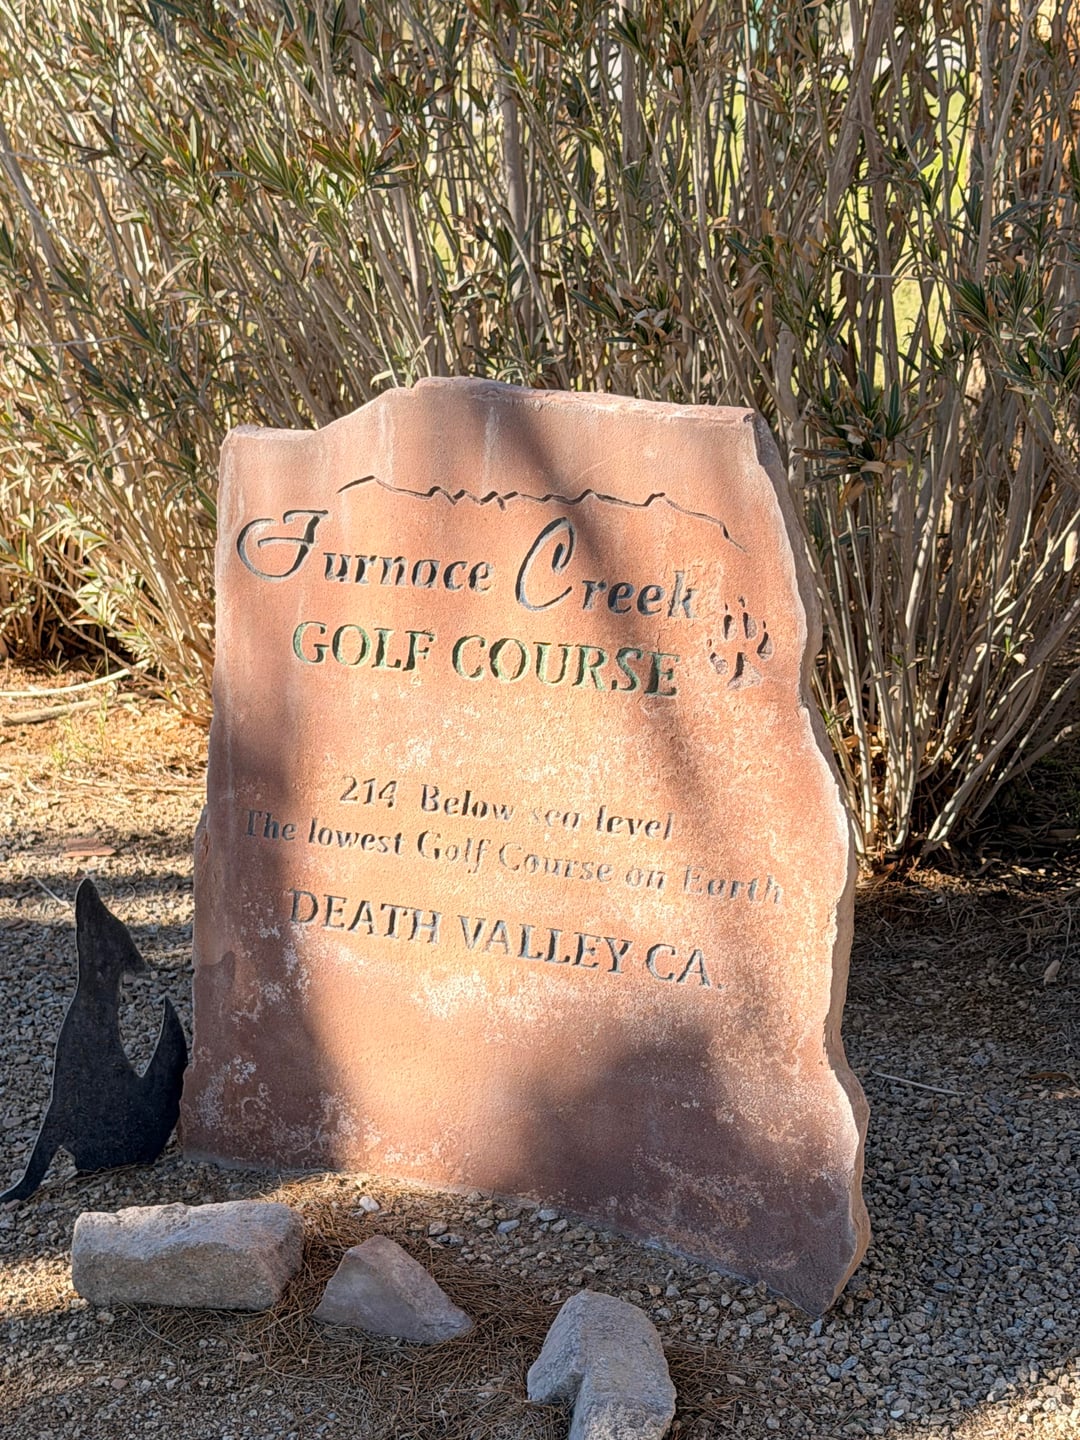 Furnace Creek
GOLF COURSE
214 Below sea level
The lowest Golf Course on Earth
DEATH VALLEY CA.